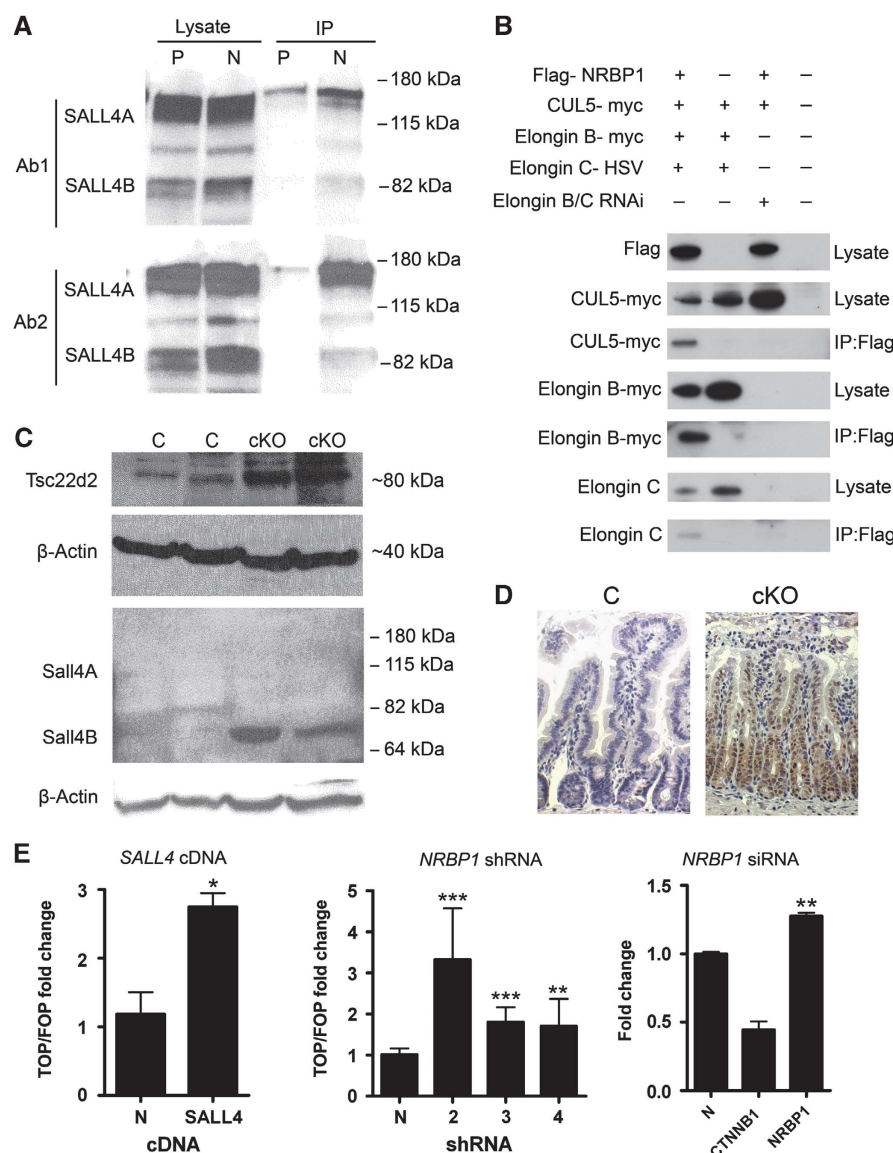 A
Lysate IP
P N P N
Ab1
SALL4A
SALL4B
– 180 kDa
– 115 kDa
– 82 kDa
Ab2
SALL4A
SALL4B
– 180 kDa
– 115 kDa
– 82 kDa
B
Flag- NRBP1 + – + –
CUL5- myc + + + –
Elongin B- myc + + – –
Elongin C- HSV + + – –
Elongin B/C RNAi – – + –
Flag Lysate
CUL5-myc Lysate
CUL5-myc IP:Flag
Elongin B-myc Lysate
Elongin B-myc IP:Flag
Elongin C Lysate
Elongin C IP:Flag
C
C C cKO cKO
Tsc22d2 ~80 kDa
β-Actin ~40 kDa
Sall4A
Sall4B
– 180 kDa
– 115 kDa
– 82 kDa
– 64 kDa
β-Actin
D
C cKO
E
SALL4 cDNA
TOP/FOP fold change
3
2
1
0
*
N SALL4
cDNA
NRBP1 shRNA
TOP/FOP fold change
5
4
3
2
1
0
*** *** **
N 2 3 4
shRNA
NRBP1 siRNA
Fold change
1.5
1.0
0.5
0.0
**
N CTNNB1 NRBP1